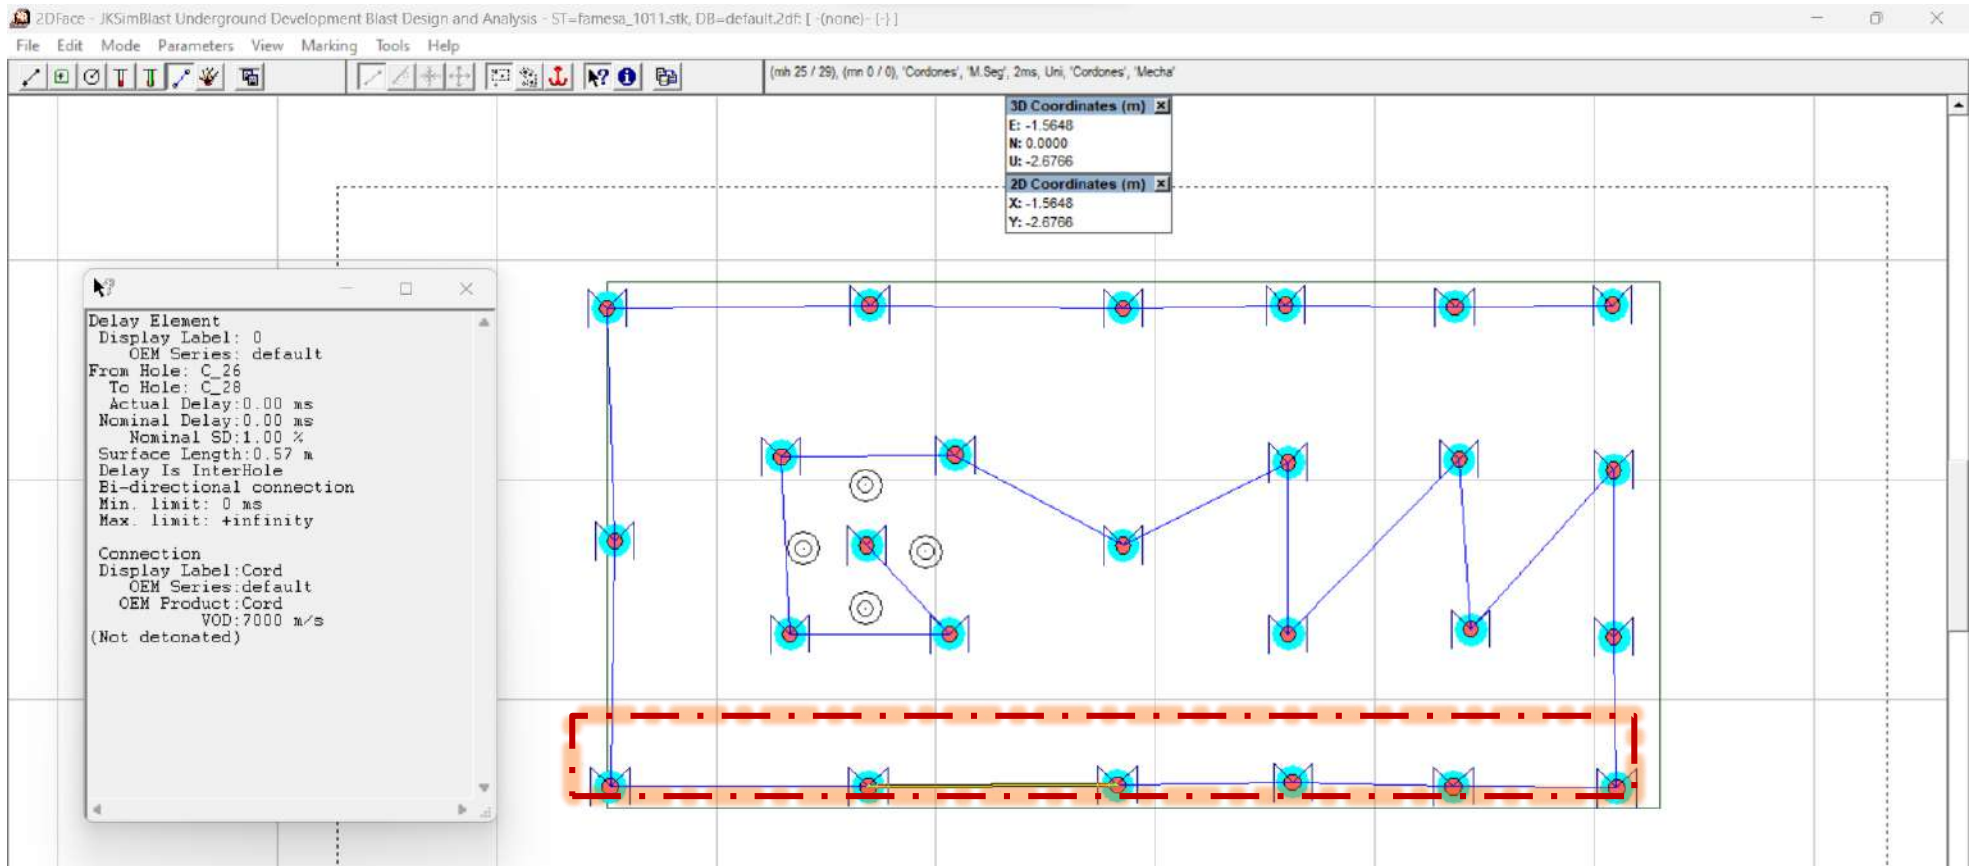 2DFace - JKSimBlast Underground Development Blast Design and Analysis - ST=famesa_1011.stk, DB=default.2df: [ -(none)- (-) ]
File Edit Mode Parameters View Marking Tools Help
(mh 25 / 29), (mn 0 / 0), 'Cordones', 'M.Seg', 2ms, Uni, 'Cordones', 'Mecha'
3D Coordinates (m)
E: -1.5648
N: 0.0000
U: -2.6766
2D Coordinates (m)
X: -1.5648
Y: -2.6766
Delay Element
Display Label: 0
OEM Series: default
From Hole: C_26
To Hole: C_28
Actual Delay:0.00 ms
Nominal Delay:0.00 ms
Nominal SD:1.00 %
Surface Length:0.57 m
Delay Is InterHole
Bi-directional connection
Min. limit: 0 ms
Max. limit: +infinity
Connection
Display Label:Cord
OEM Series:default
OEM Product:Cord
VOD:7000 m/s
(Not detonated)